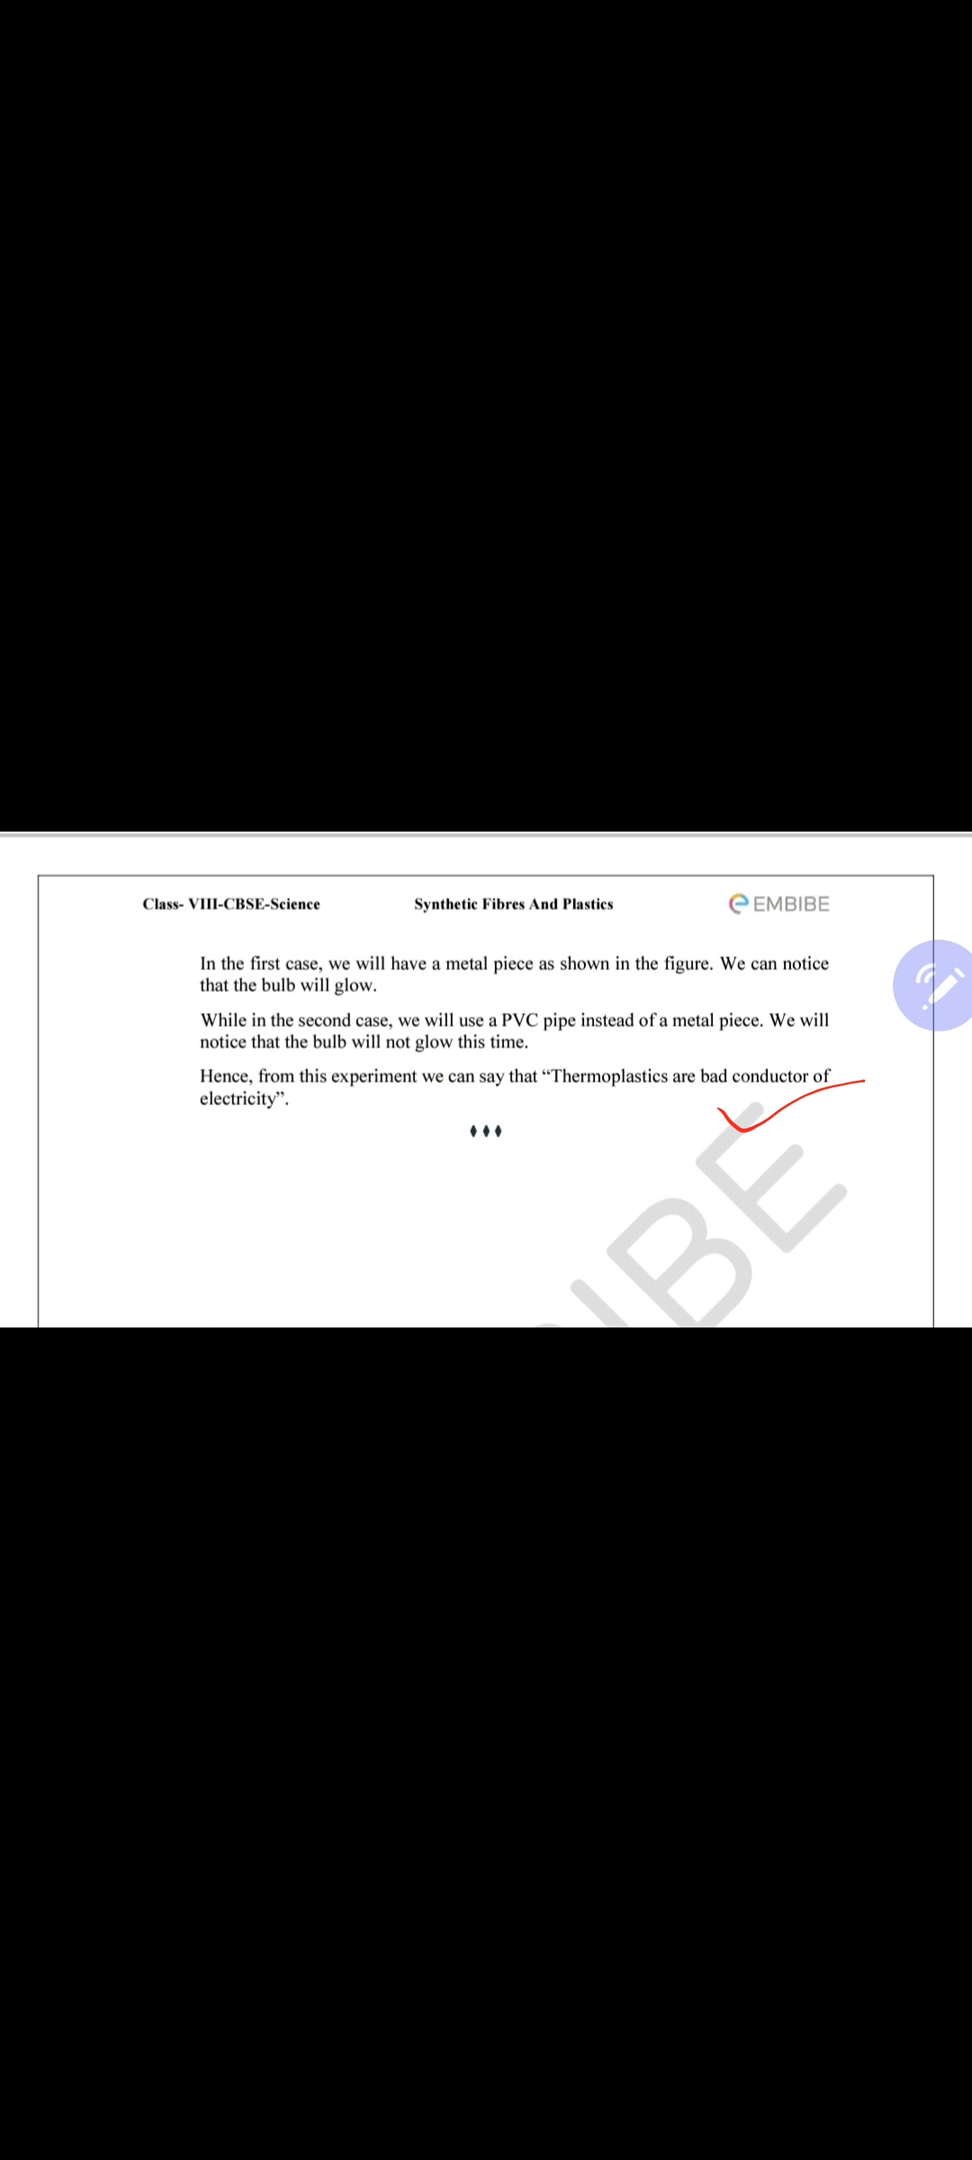 Class- VIII-CBSE-Science Synthetic Fibres And Plastics EMBIBE
In the first case, we will have a metal piece as shown in the figure. We can notice
that the bulb will glow.
While in the second case, we will use a PVC pipe instead of a metal piece. We will
notice that the bulb will not glow this time.
Hence, from this experiment we can say that “Thermoplastics are bad conductor of
electricity”.
IBE